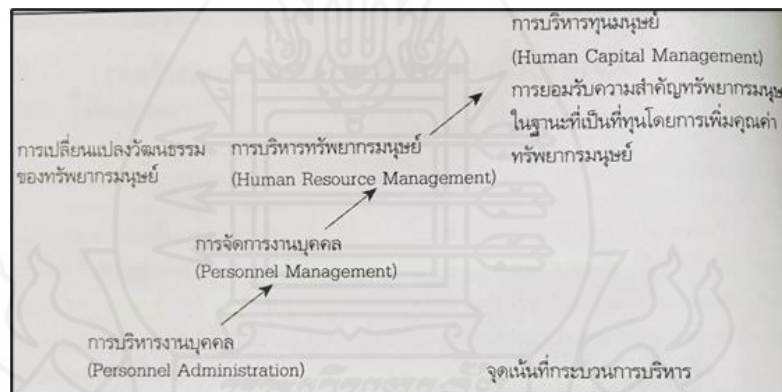 การบริหารทุนมนุษย์
(Human Capital Management)
การยอมรับความสำคัญทรัพยากรมนุษ
ในฐานะที่เป็นที่ทุนโดยการเพิ่มคุณค่า
ทรัพยากรมนุษย์
การเปลี่ยนแปลงวัฒนธรรม
ของทรัพยากรมนุษย์
การบริหารทรัพยากรมนุษย์
(Human Resource Management)
การจัดการงานบุคคล
(Personnel Management)
การบริหารงานบุคคล
(Personnel Administration)
จุดเน้นที่กระบวนการบริหาร